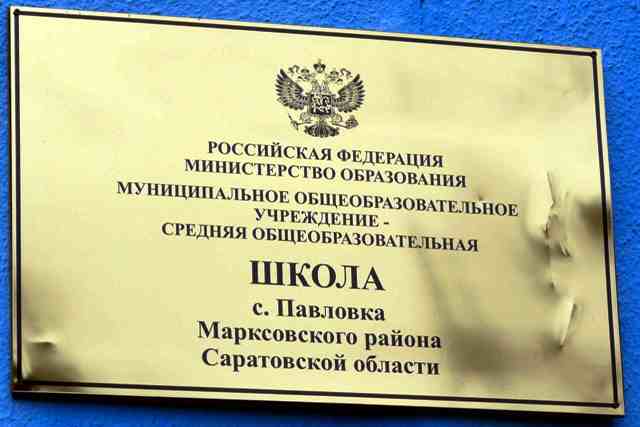 РОССИЙСКАЯ ФЕДЕРАЦИЯ
МИНИСТЕРСТВО ОБРАЗОВАНИЯ
МУНИЦИПАЛЬНОЕ ОБЩЕОБРАЗОВАТЕЛЬНОЕ
УЧРЕЖДЕНИЕ -
СРЕДНЯЯ ОБЩЕОБРАЗОВАТЕЛЬНАЯ
ШКОЛА
с. Павловка
Марксовского района
Саратовской области